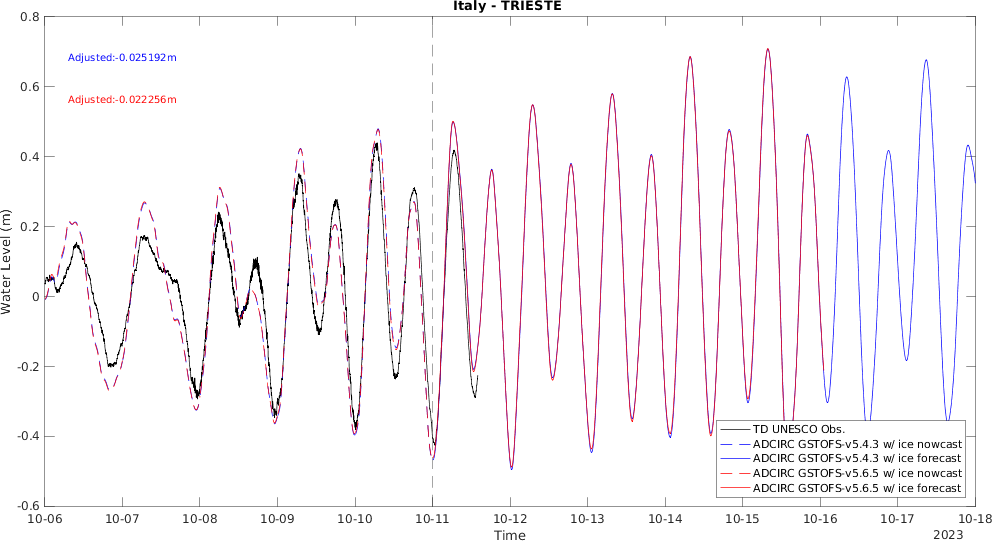 Italy - TRIESTE
0.8
0.6
0.4
0.2
0
-0.2
-0.4
-0.6
Water Level (m)
Adjusted:-0.025192m
Adjusted:-0.022256m
TD UNESCO Obs.
ADCIRC GSTOFS-v5.4.3 w/ ice nowcast
ADCIRC GSTOFS-v5.4.3 w/ ice forecast
ADCIRC GSTOFS-v5.6.5 w/ ice nowcast
ADCIRC GSTOFS-v5.6.5 w/ ice forecast
10-06 10-07 10-08 10-09 10-10 10-11 10-12 10-13 10-14 10-15 10-16 10-17 10-18
Time
2023